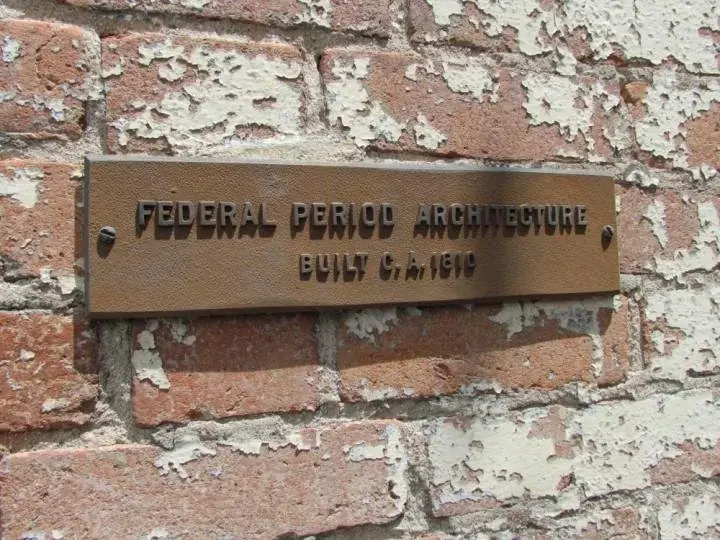 FEDERAL PERIOD ARCHITECTURE
BUILT C.A. 1810